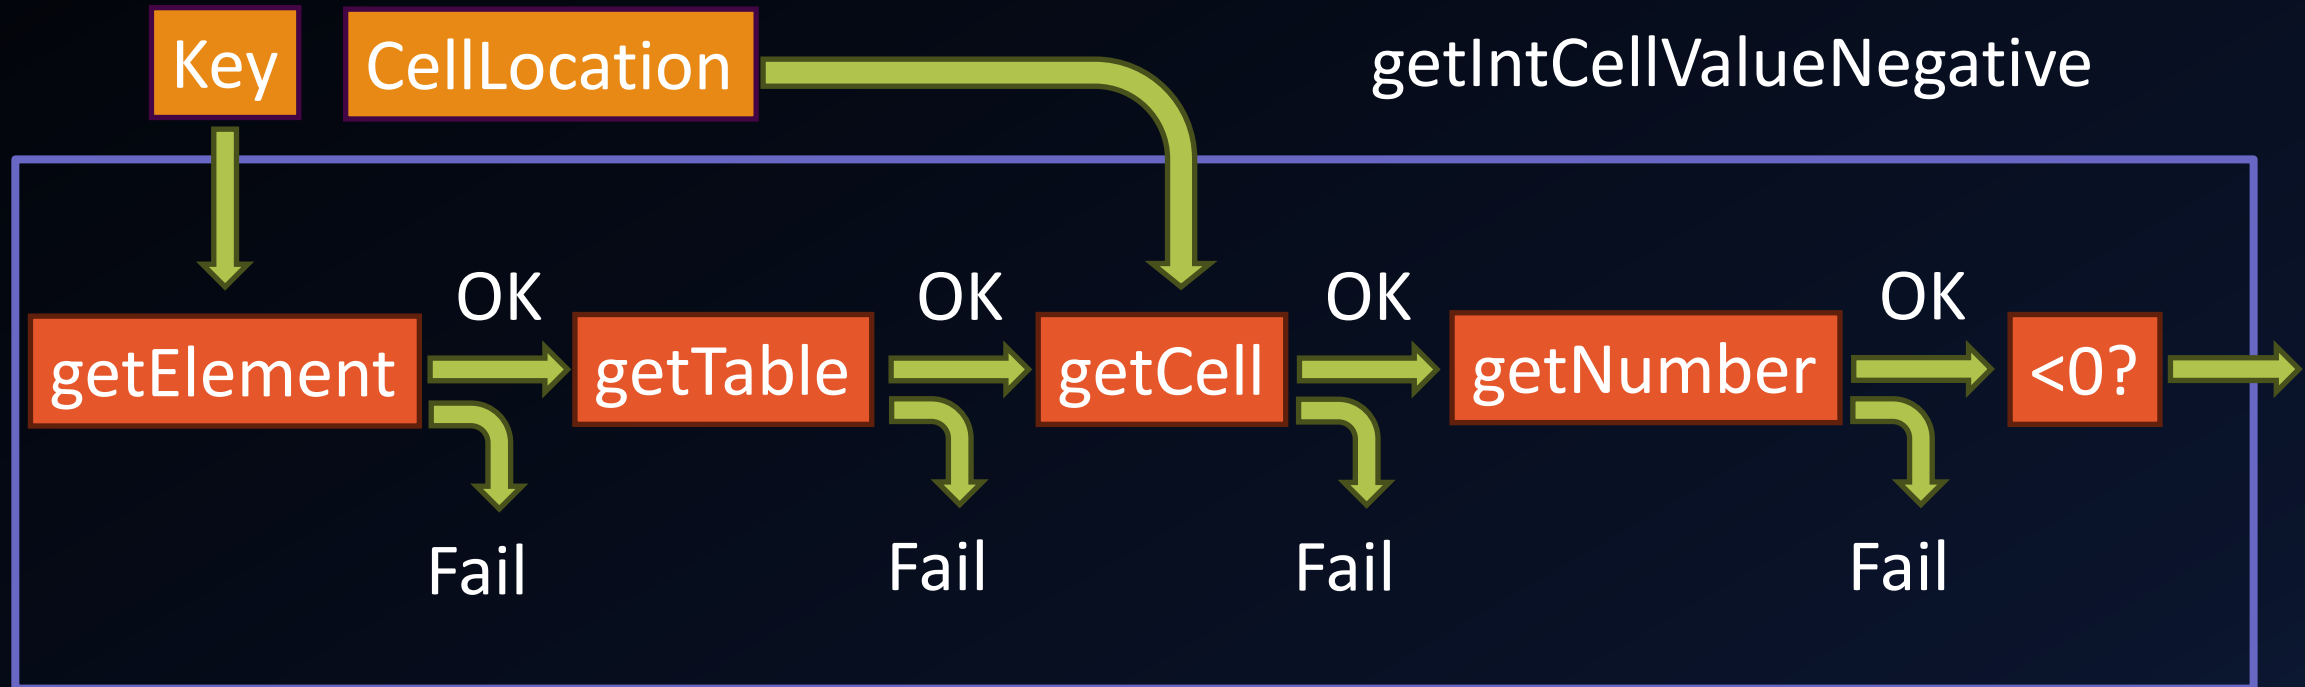 Key
CellLocation
getIntCellValueNegative
OK
OK
OK
OK
getElement
getTable
getCell
getNumber
<0?
Fail
Fail
Fail
Fail